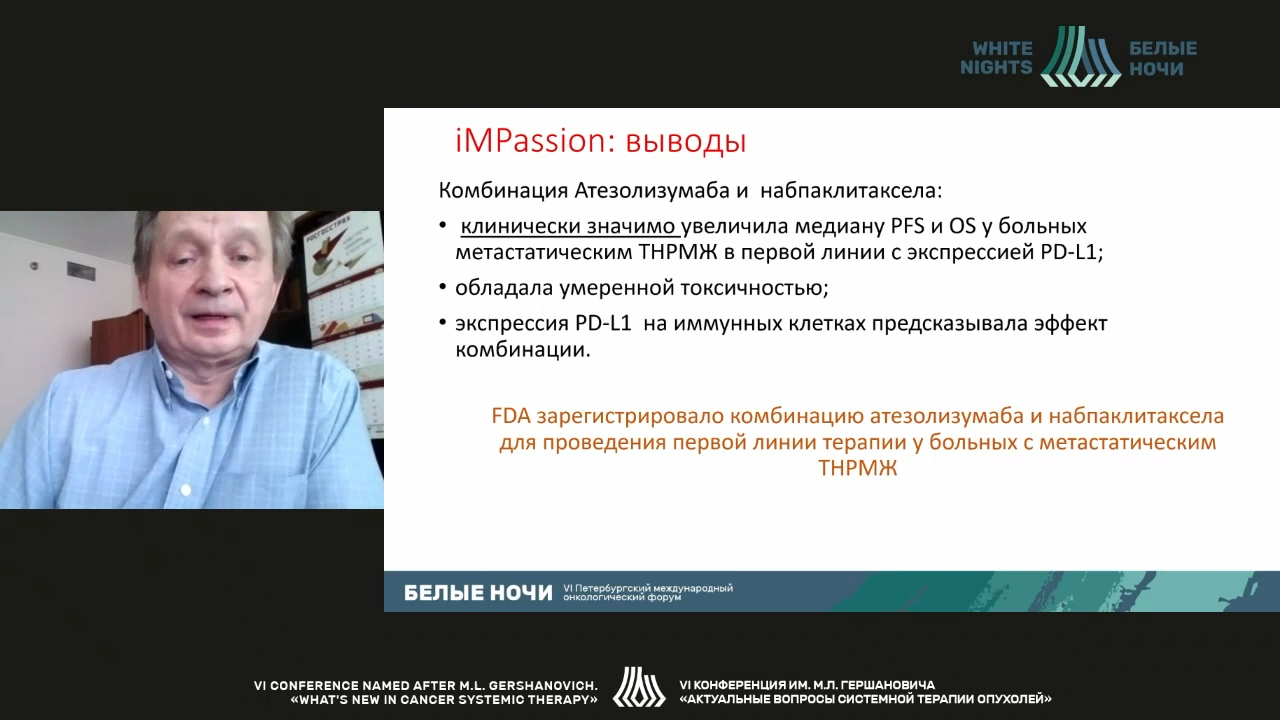 WHITE
NIGHTS
БЕЛЫЕ
НОЧИ
РОСГОССТРАХ
iMPassion: выводы
Комбинация Атезолизумаба и набпаклитаксела:
• клинически значимо увеличила медиану PFS и OS у больных
метастатическим ТНРМЖ в первой линии с экспрессией PD-L1;
• обладала умеренной токсичностью;
• экспрессия PD-L1 на иммунных клетках предсказывала эффект
комбинации.
FDA зарегистрировало комбинацию атезолизумаба и набпаклитаксела
для проведения первой линии терапии у больных с метастатическим
ТНРМЖ
БЕЛЫЕ НОЧИ
VI Петербургский международный
онкологический форум
VI CONFERENCE NAMED AFTER M.L. GERSHANOVICH.
«WHAT'S NEW IN CANCER SYSTEMIC THERAPY»
VI КОНФЕРЕНЦИЯ ИМ. М.Л. ГЕРШАНОВИЧА
«АКТУАЛЬНЫЕ ВОПРОСЫ СИСТЕМНОЙ ТЕРАПИИ ОПУХОЛЕЙ»